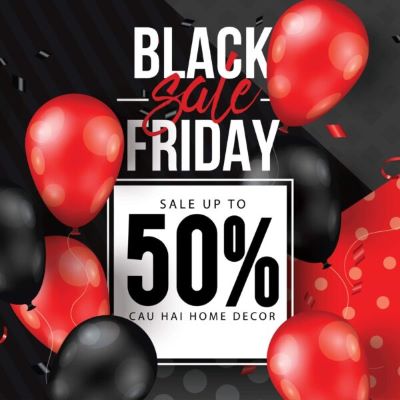 BLACK
sale
FRIDAY
SALE UP TO
50%
CAU HAI HOME DECOR